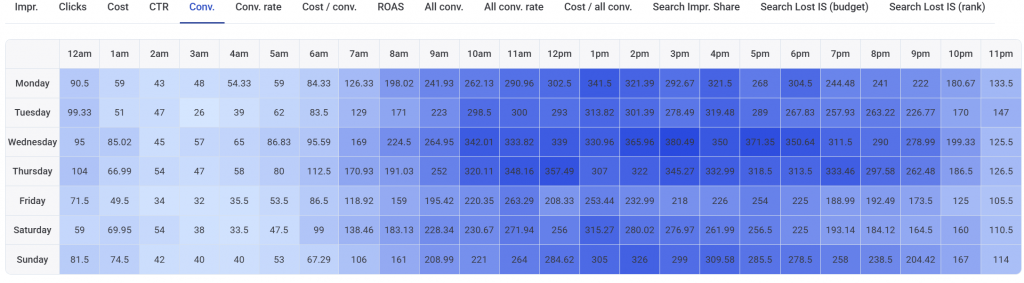 Impr. Clicks Cost CTR Conv. Conv. rate Cost / conv. ROAS All conv. All conv. rate Cost / all conv. Search Impr. Share Search Lost IS (budget) Search Lost IS (rank)
12am 1am 2am 3am 4am 5am 6am 7am 8am 9am 10am 11am 12pm 1pm 2pm 3pm 4pm 5pm 6pm 7pm 8pm 9pm 10pm 11pm
Monday 90.5 59 43 48 54.33 59 84.33 126.33 198.02 241.93 262.13 290.96 302.5 341.5 321.39 292.67 321.5 268 304.5 244.48 241 222 180.67 133.5
Tuesday 99.33 51 47 26 39 62 83.5 129 171 223 298.5 300 293 313.82 301.39 278.49 319.48 289 267.83 257.93 263.22 226.77 170 147
Wednesday 95 85.02 45 57 65 86.83 95.59 169 224.5 264.95 342.01 333.82 339 330.96 365.96 380.49 350 371.35 350.64 311.5 290 278.99 199.33 125.5
Thursday 104 66.99 54 47 58 80 112.5 170.93 191.03 252 320.11 348.16 357.49 307 322 345.27 332.99 318.5 313.5 333.46 297.58 262.48 186.5 126.5
Friday 71.5 49.5 34 32 35.5 53.5 86.5 118.92 159 195.42 220.35 263.29 208.33 253.44 232.99 218 226 254 225 188.99 192.49 173.5 125 105.5
Saturday 59 69.95 54 38 33.5 47.5 99 138.46 183.13 228.34 230.67 271.94 256 315.27 280.02 276.97 261.99 256.5 225 193.14 184.12 164.5 160 110.5
Sunday 81.5 74.5 42 40 40 53 67.29 106 161 208.99 221 264 284.62 305 326 299 309.58 285.5 278.5 258 238.5 204.42 167 114